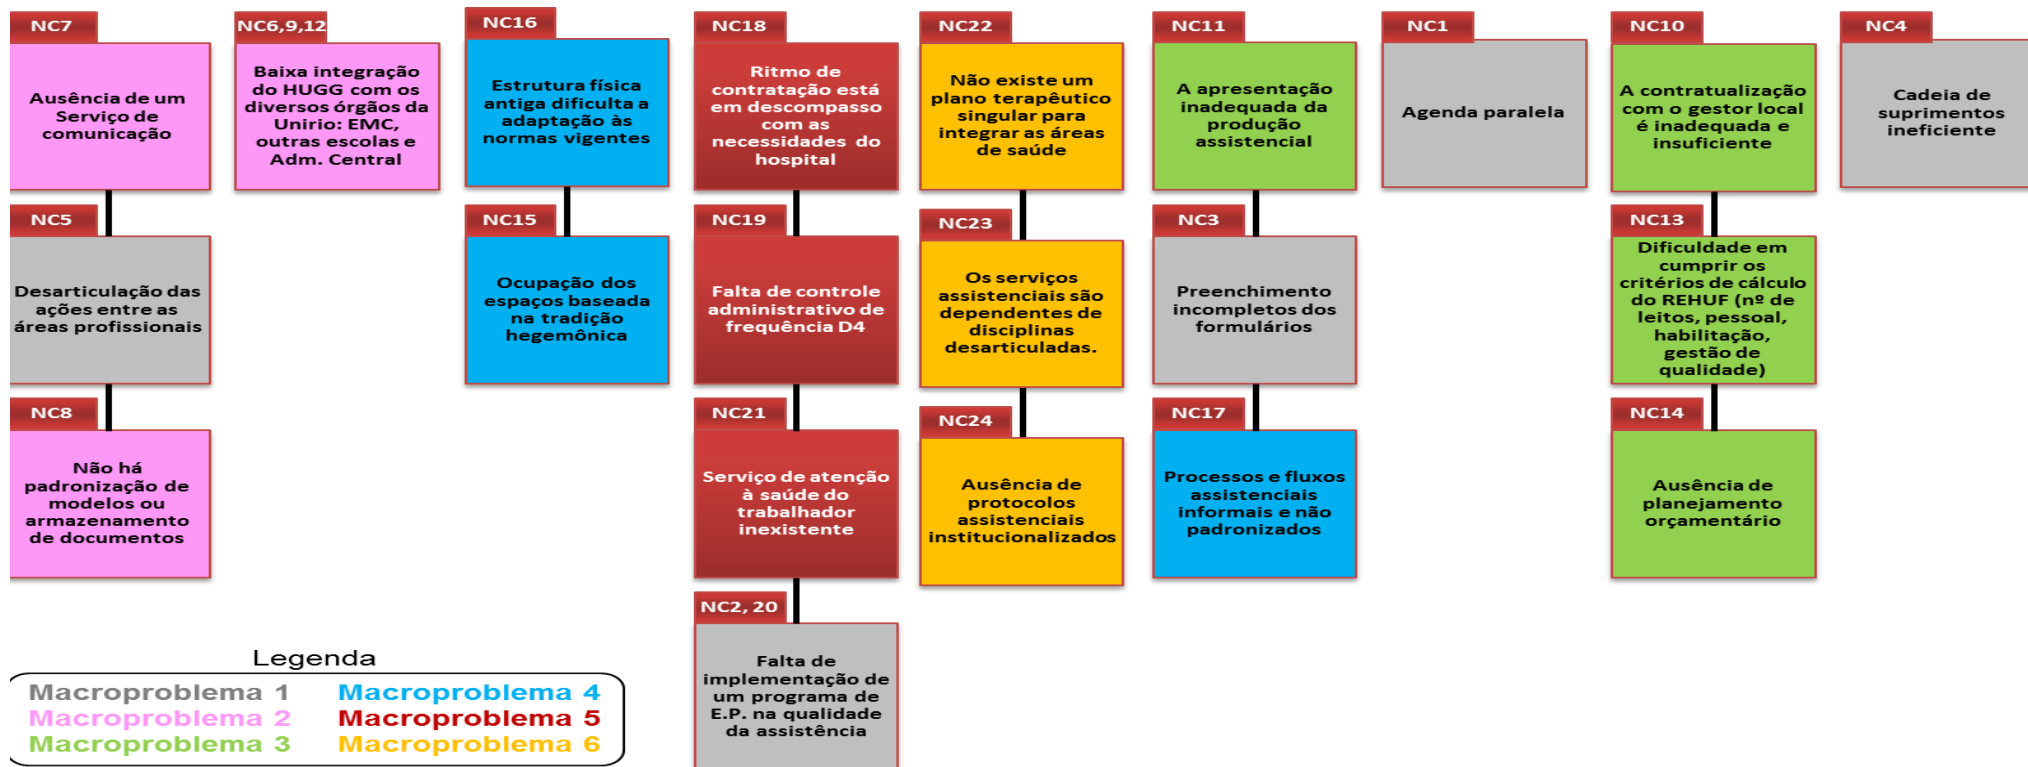 NC7
Ausência de um
Serviço de
comunicação
NC5
Desarticulação das
ações entre as
áreas profissionais
NC8
Não há
padronização de
modelos ou
armazenamento
de documentos
NC6,9,12
Baixa integração
do HUGG com os
diversos órgãos da
Unirio: EMC,
outras escolas e
Adm. Central
NC16
Estrutura física
antiga dificulta a
adaptação às
normas vigentes
NC15
Ocupação dos
espaços baseada
na tradição
hegemônica
NC18
Ritmo de
contratação está
em descompasso
com as
necessidades do
hospital
NC19
Falta de controle
administrativo de
frequência D4
NC21
Serviço de atenção
à saúde do
trabalhador
inexistente
NC2, 20
Falta de
implementação de
um programa de
E.P. na qualidade
da assistência
NC22
Não existe um
plano terapêutico
singular para
integrar as áreas
de saúde
NC23
Os serviços
assistenciais são
dependentes de
disciplinas
desarticuladas.
NC24
Ausência de
protocolos
assistenciais
institucionalizados
NC11
A apresentação
inadequada da
produção
assistencial
NC3
Preenchimento
incompletos dos
formulários
NC17
Processos e fluxos
assistenciais
informais e não
padronizados
NC1
Agenda paralela
NC10
A contratualização
com o gestor local
é inadequada e
insuficiente
NC13
Dificuldade em
cumprir os
critérios de cálculo
do REHUF (nº de
leitos, pessoal,
habilitação,
gestão de
qualidade)
NC14
Ausência de
planejamento
orçamentário
NC4
Cadeia de
suprimentos
ineficiente
Legenda
Macroproblema 1
Macroproblema 2
Macroproblema 3
Macroproblema 4
Macroproblema 5
Macroproblema 6